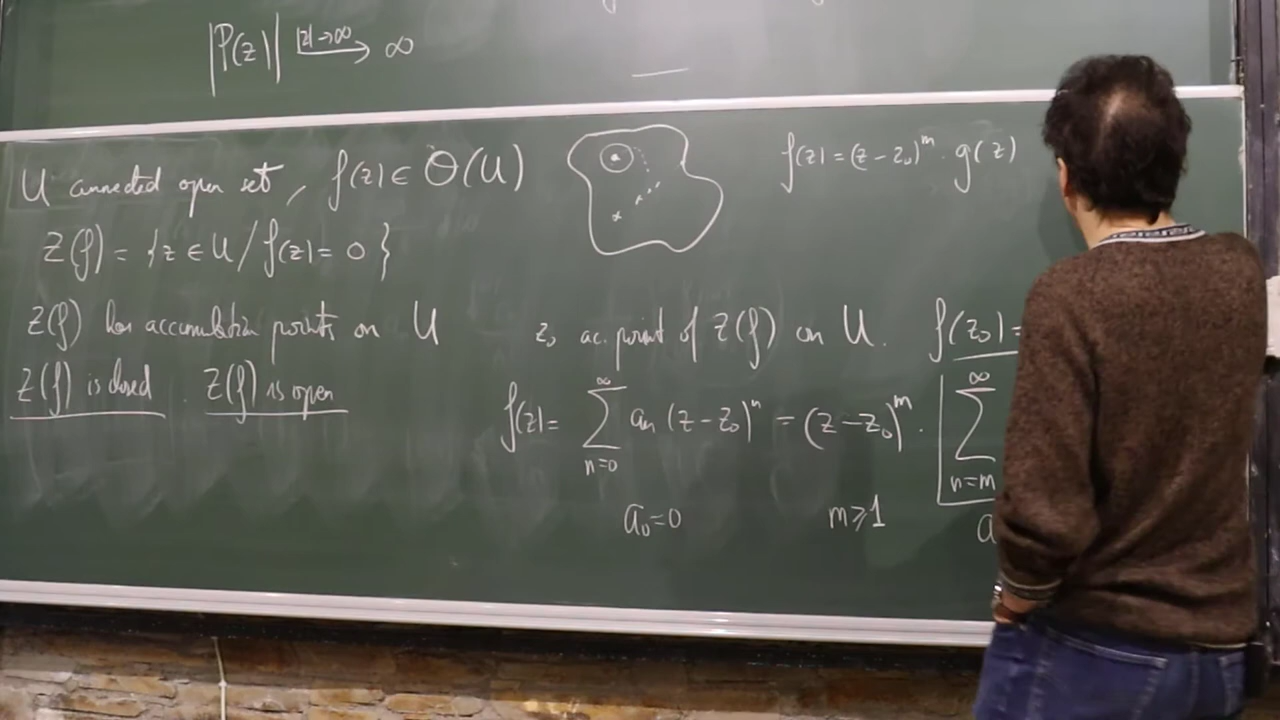 |P(z)| |z|→∞ ⟶ ∞
U connected open set, f(z) ∈ Θ(U)
f(z) = (z - z₀)ᵐ · g(z)
Z(f) = {z ∈ U / f(z) = 0}
Z(f) has accumulation points on U
z₀ ac. point of Z(f) on U. f(z₀) =
Z(f) is closed. Z(f) is open
f(z) = ∑_{n=0}^{∞} aₙ (z - z₀)ⁿ = (z - z₀)ᵐ · [∑_{n=m}^{∞}
a₀ = 0 m ⩾ 1 a